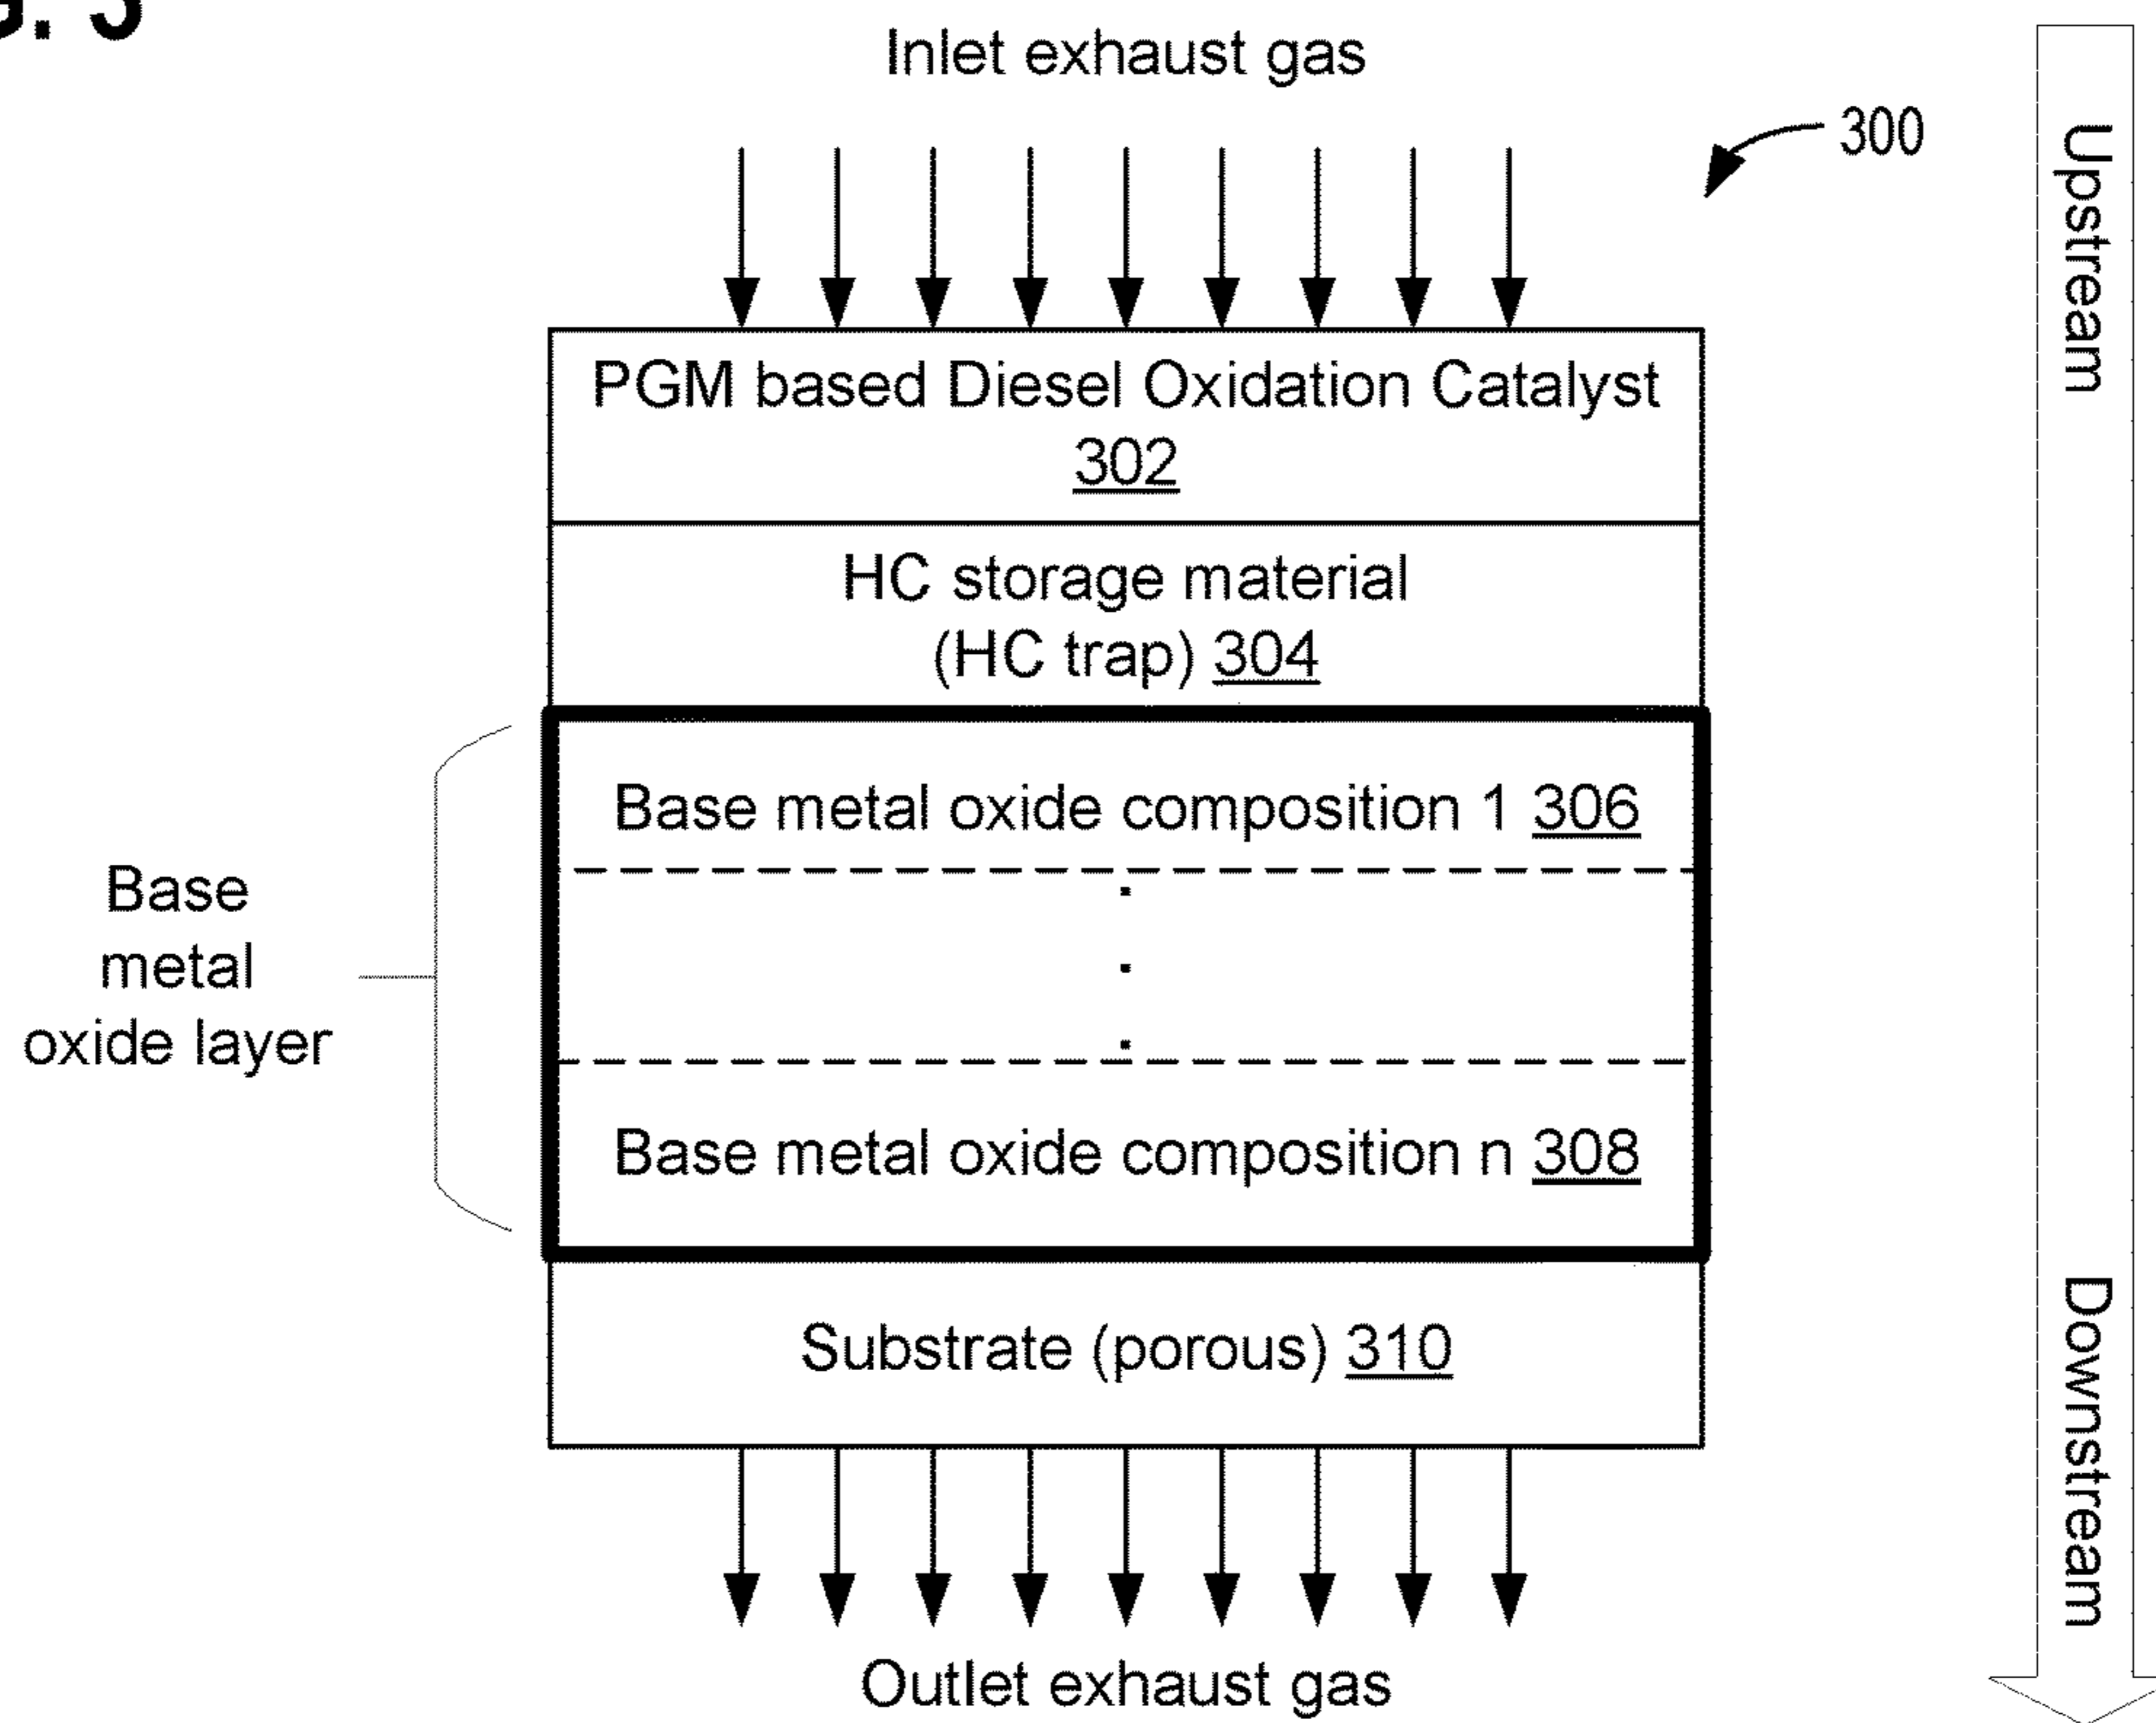 G. 3
Inlet exhaust gas
300
Upstream
PGM based Diesel Oxidation Catalyst
302
HC storage material
(HC trap) 304
Base metal oxide composition 1 306
Base
metal
oxide layer
Base metal oxide composition n 308
Substrate (porous) 310
Downstream
Outlet exhaust gas